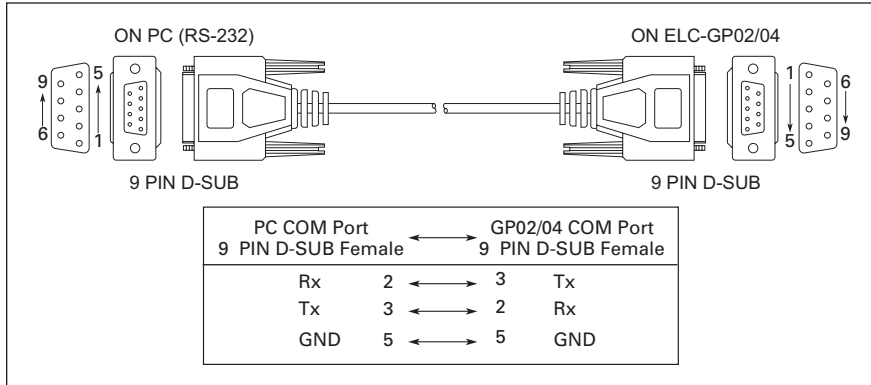 ON PC (RS-232) ON ELC-GP02/04
9 5 1 6
6 1 5 9
9 PIN D-SUB 9 PIN D-SUB
PC COM Port GP02/04 COM Port
9 PIN D-SUB Female 9 PIN D-SUB Female
Rx 2 3 Tx
Tx 3 2 Rx
GND 5 5 GND